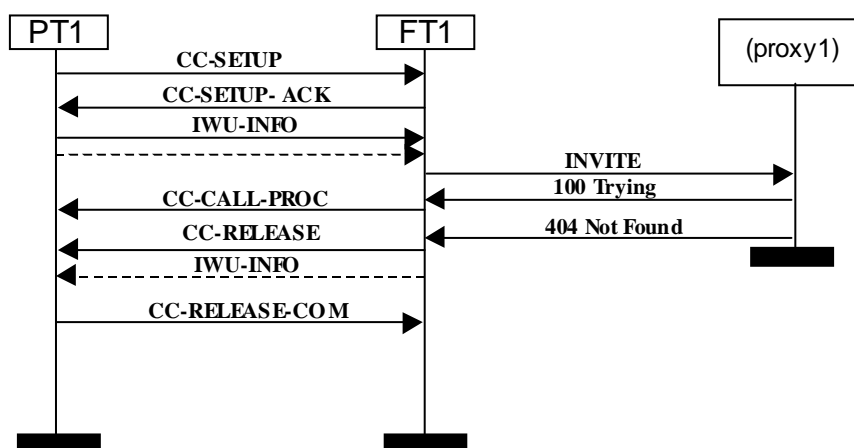 PT1
FT1
(proxy1)
CC-SETUP
CC-SETUP- ACK
IWU-INFO
INVITE
100 Trying
CC-CALL-PROC
404 Not Found
CC-RELEASE
IWU-INFO
CC-RELEASE-COM